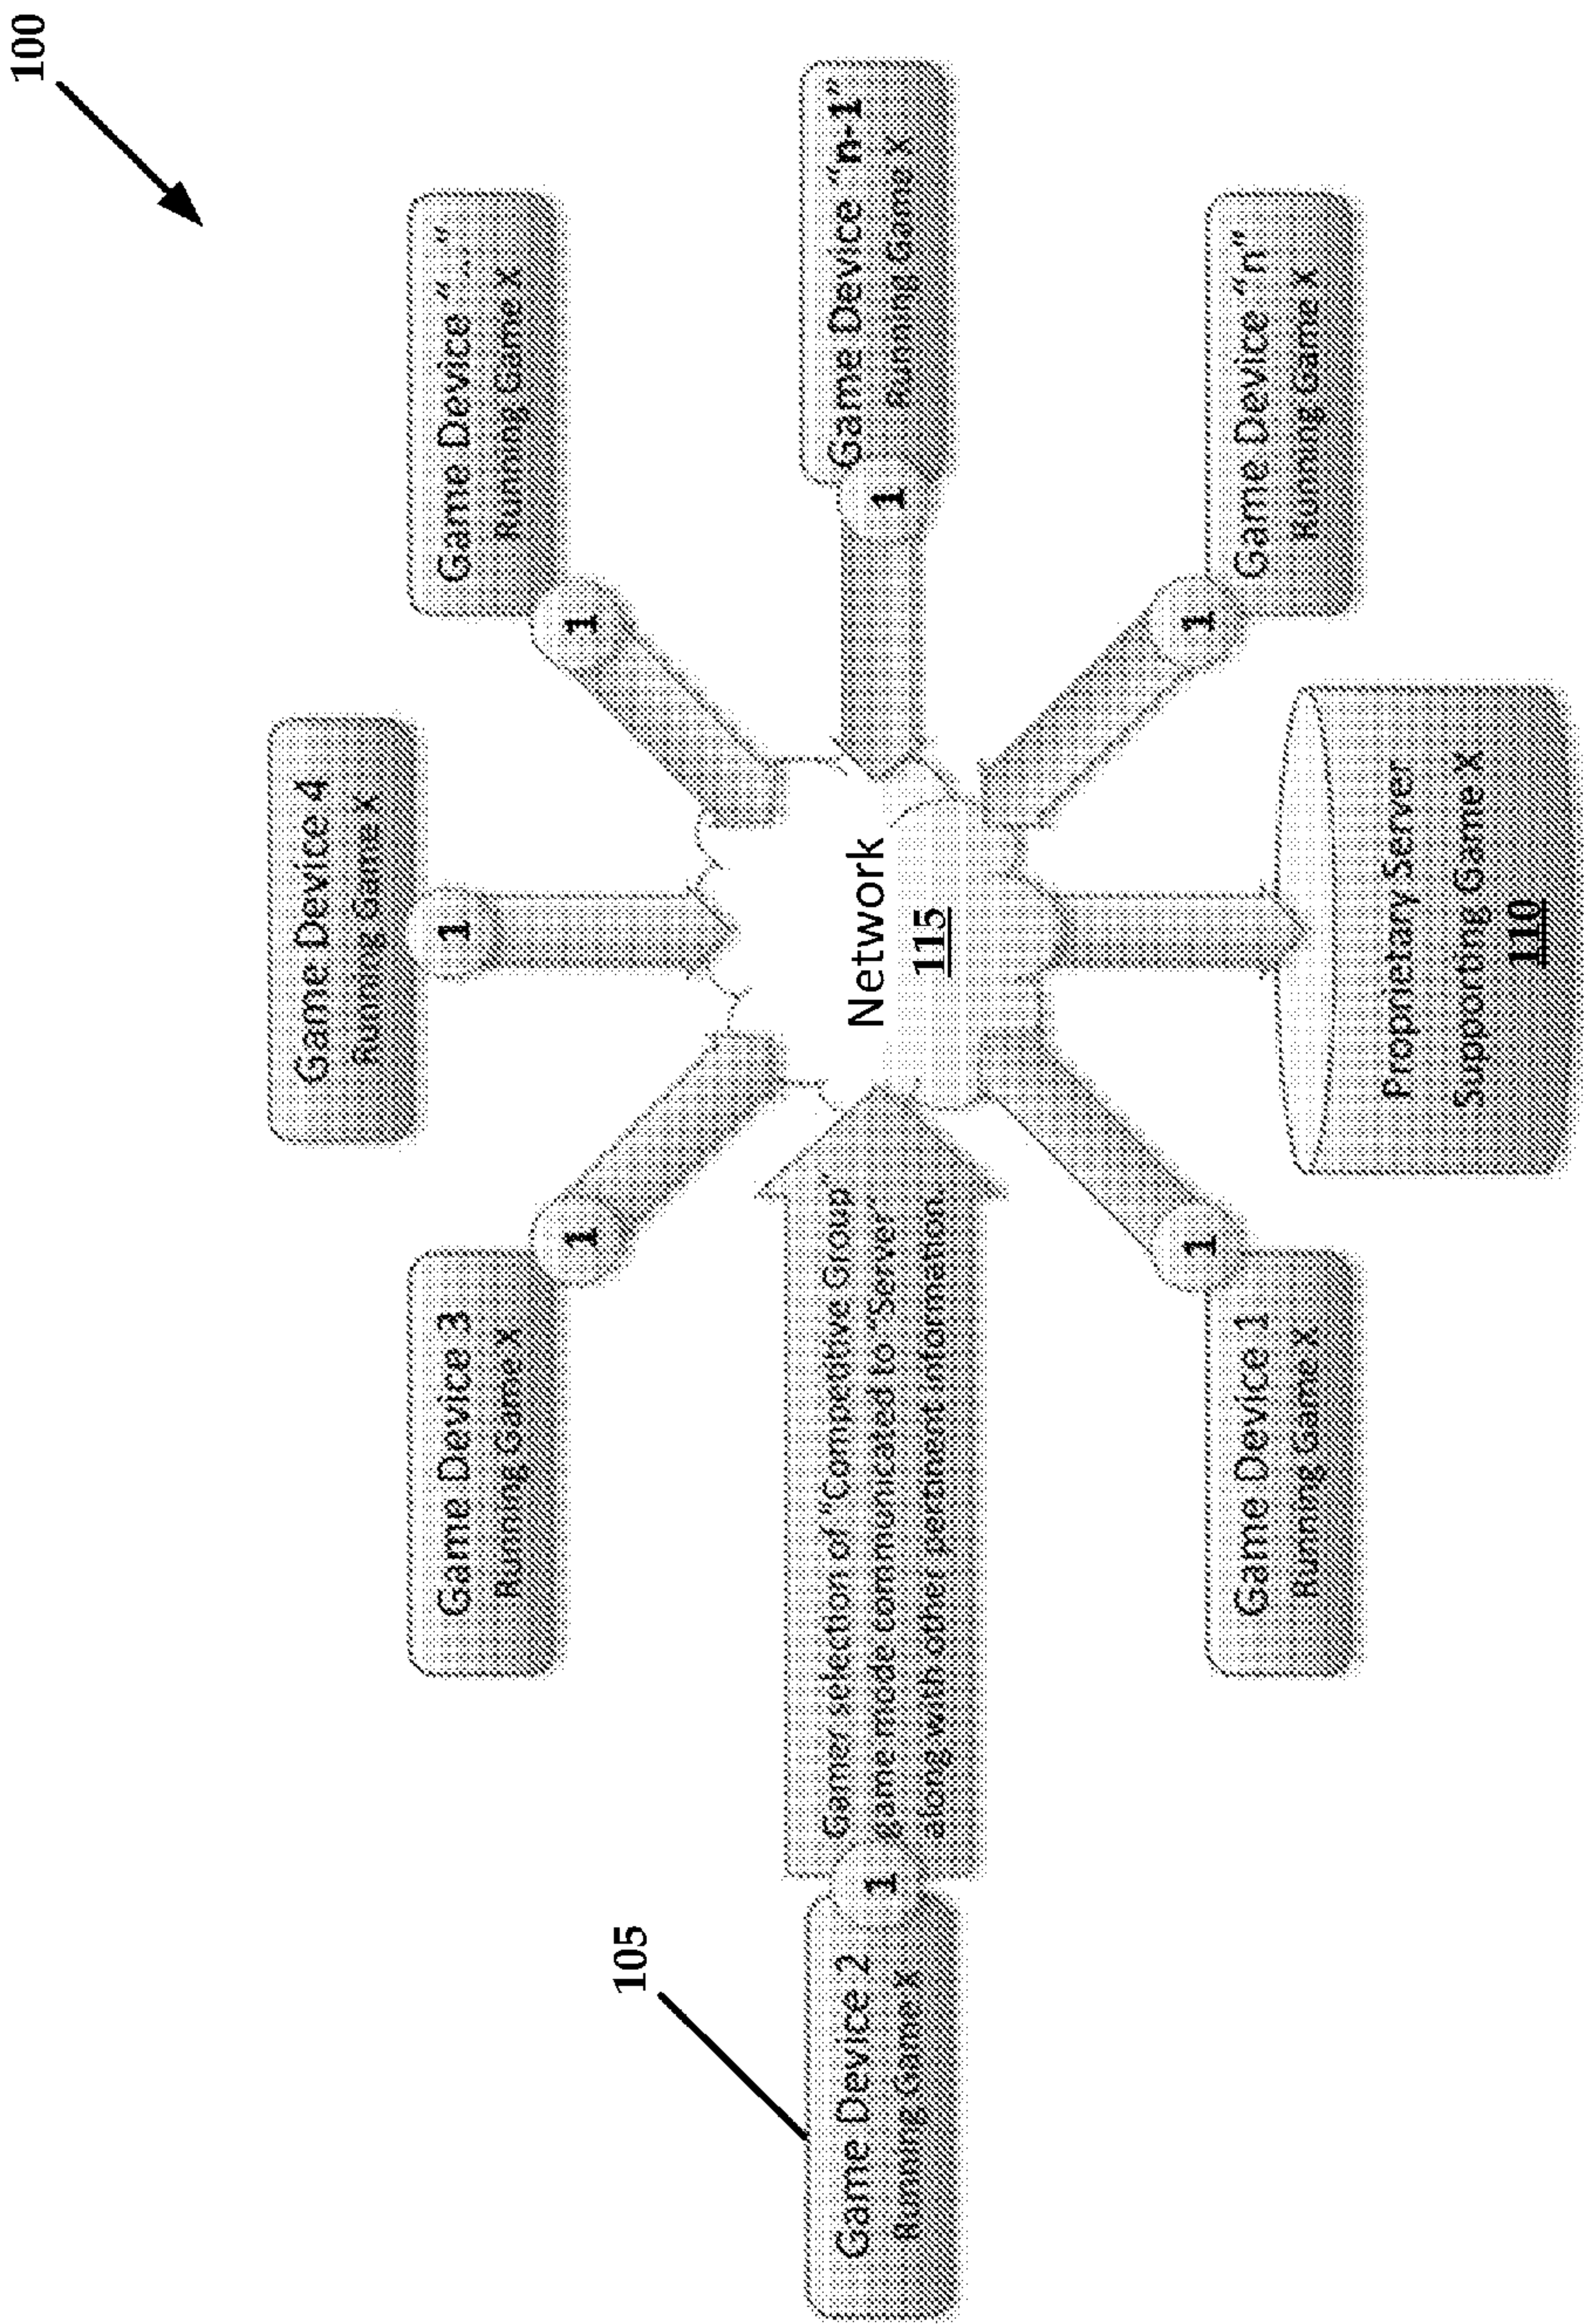 100
Game Device 4
Running Game X
1
Game Device 3
Running Game X
1
Game Device “…“
Running Game X
1
105
Game Device 2
Running Game X
1
Gamer selection of “Competitive Group”
game mode communicated to “Server”
along with other pertinent information.
Network
115
1
Game Device “n-1”
Running Game X
Game Device 1
Running Game X
1
1
Game Device “n”
Running Game X
Proprietary Server
Supporting Game X
110